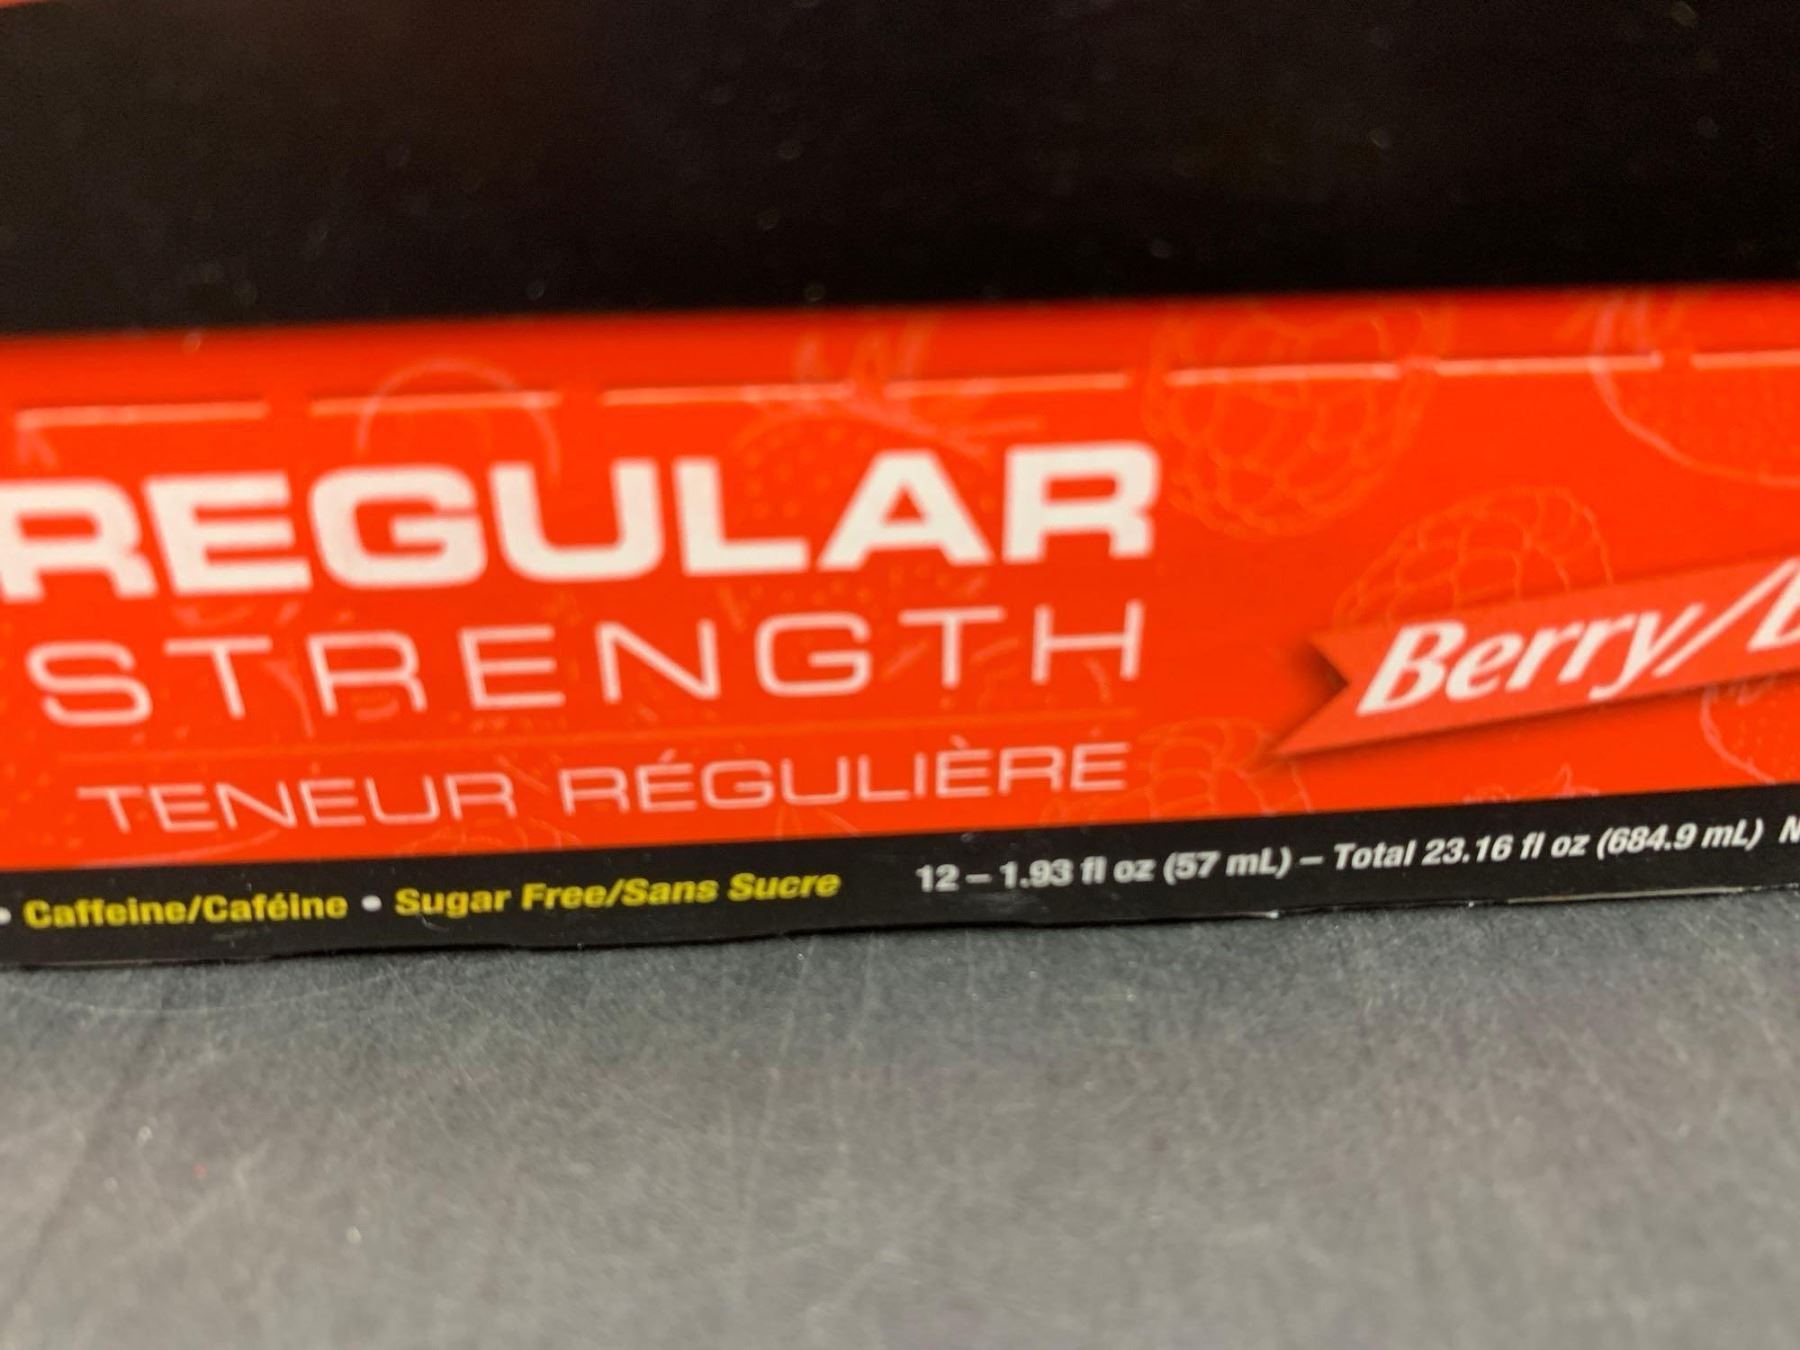 REGULAR
STRENGTH
TENEUR RÉGULIÈRE
Berry/
• Caffeine/Caféine • Sugar Free/Sans Sucre
12 – 1.93 fl oz (57 mL) – Total 23.16 fl oz (684.9 mL)